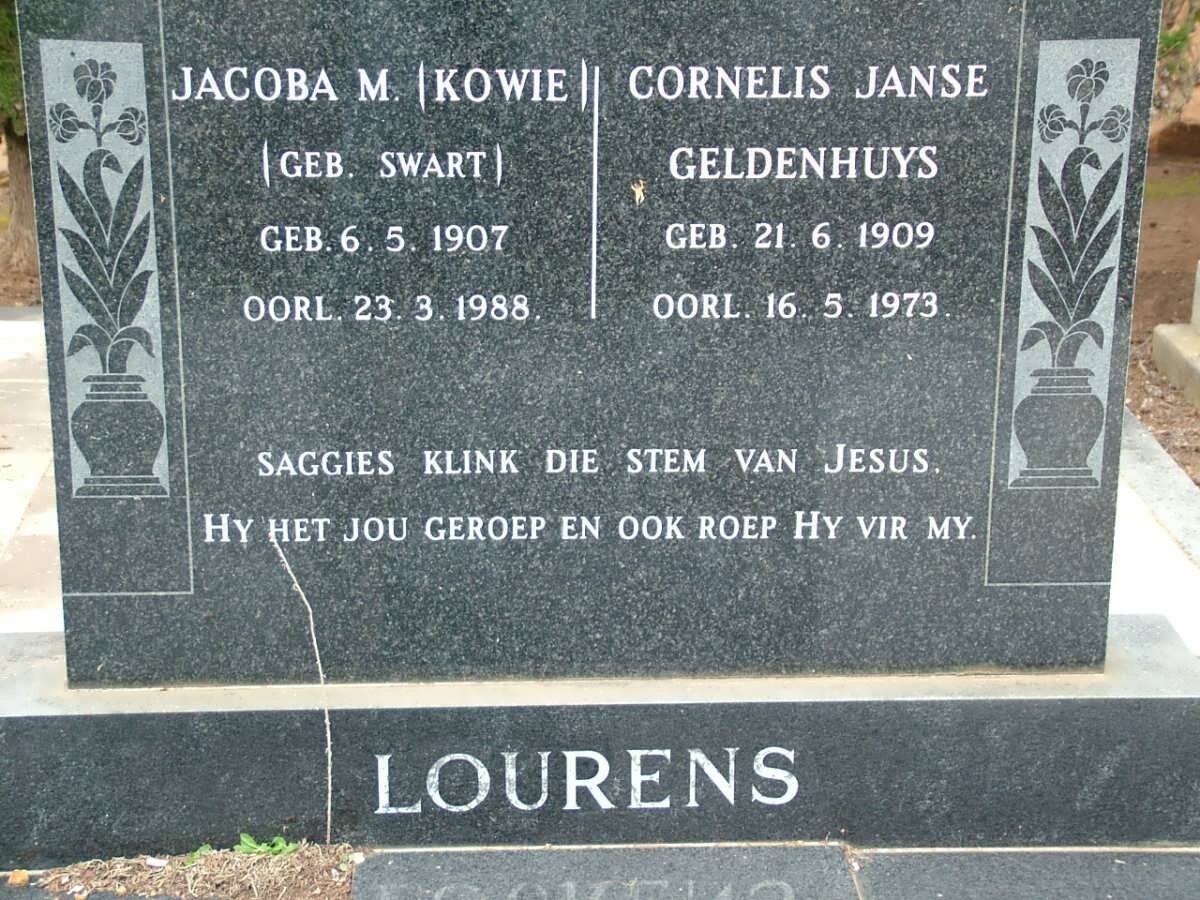 JACOBA M. (KOWIE)
(GEB. SWART)
GEB. 6. 5. 1907
OORL. 23. 3. 1988.
CORNELIS JANSE
GELDENHUYS
GEB. 21. 6. 1909
OORL. 16. 5. 1973.
SAGGIES KLINK DIE STEM VAN JESUS.
HY HET JOU GEROEP EN OOK ROEP HY VIR MY.
LOURENS